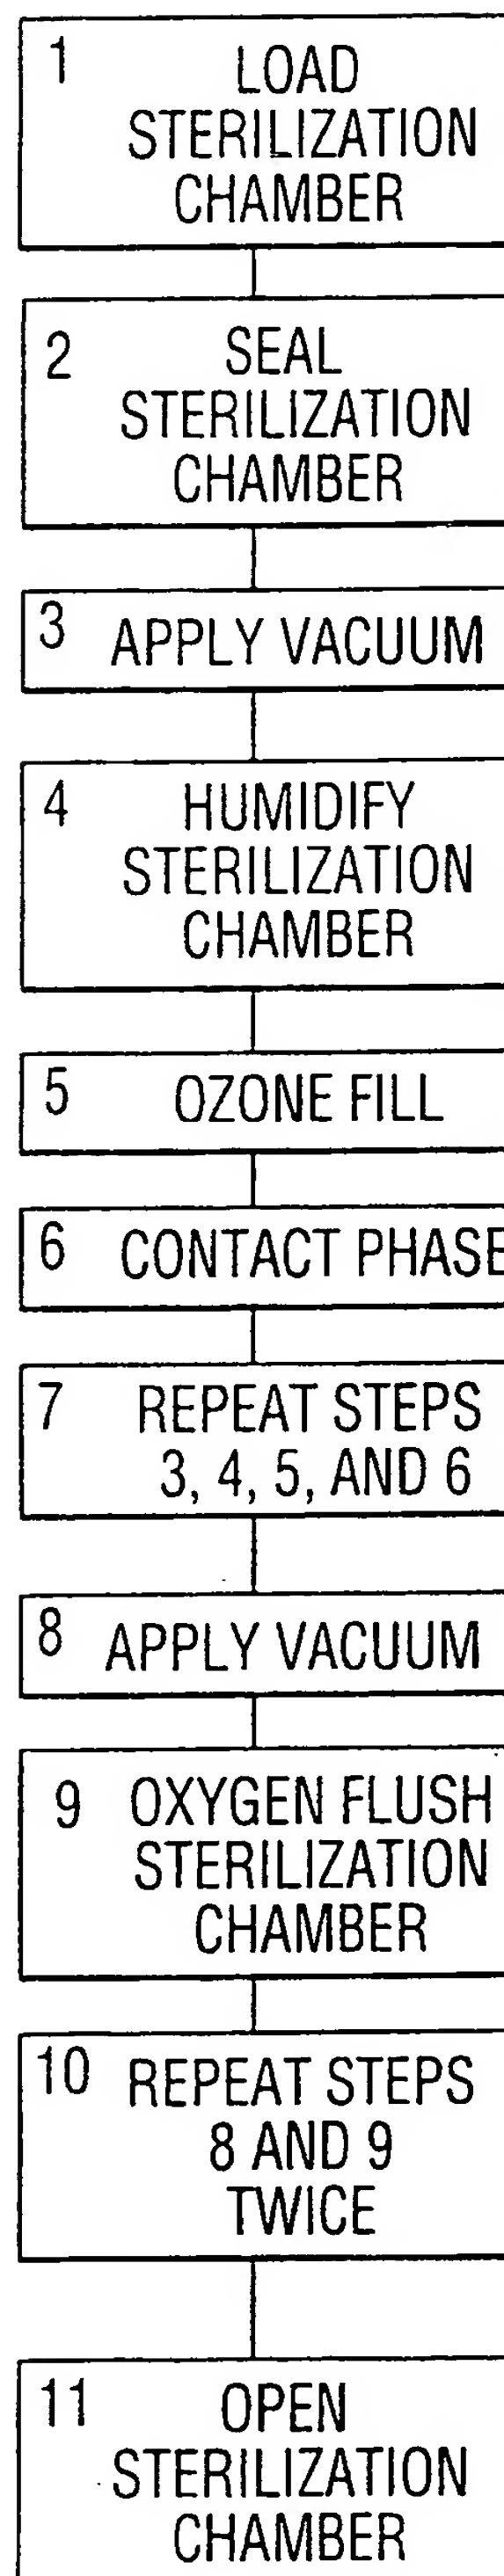 1 LOAD
STERILIZATION
CHAMBER
2 SEAL
STERILIZATION
CHAMBER
3 APPLY VACUUM
4 HUMIDIFY
STERILIZATION
CHAMBER
5 OZONE FILL
6 CONTACT PHASE
7 REPEAT STEPS
3, 4, 5, AND 6
8 APPLY VACUUM
9 OXYGEN FLUSH
STERILIZATION
CHAMBER
10 REPEAT STEPS
8 AND 9
TWICE
11 OPEN
STERILIZATION
CHAMBER